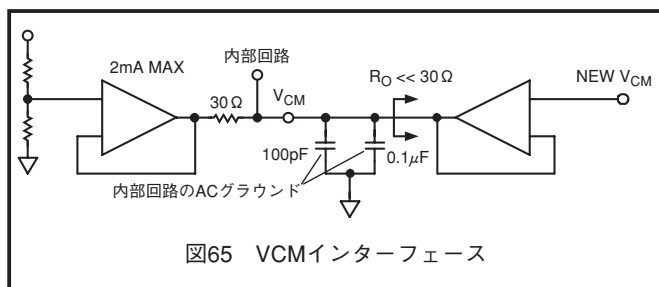 2mA MAX
内部回路
30Ω
VCM
RO << 30Ω
NEW VCM
100pF
0.1μF
内部回路のACグラウンド
図65 VCMインターフェース